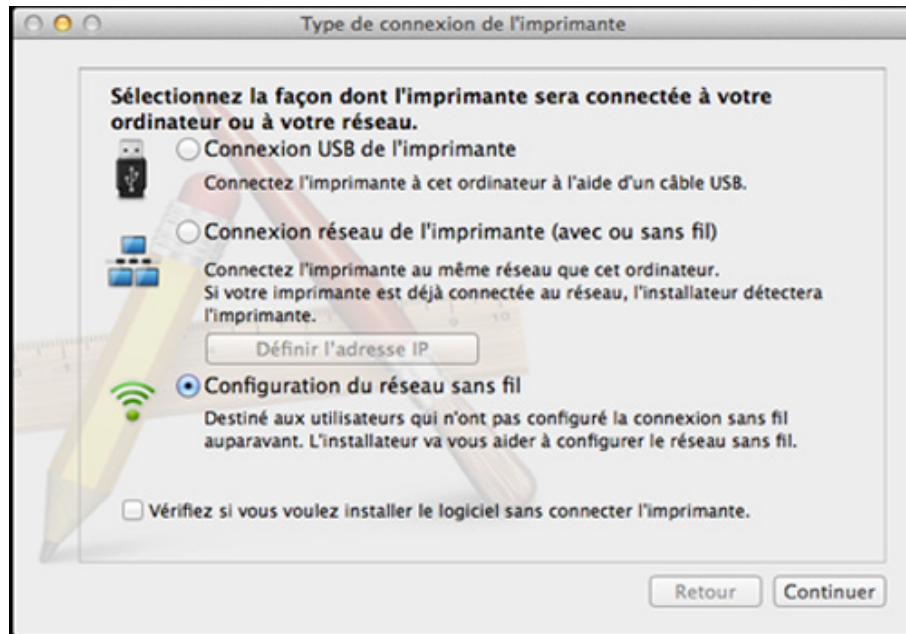 Type de connexion de l'imprimante
Sélectionnez la façon dont l'imprimante sera connectée à votre
ordinateur ou à votre réseau.
Connexion USB de l'imprimante
Connectez l'imprimante à cet ordinateur à l'aide d'un câble USB.
Connexion réseau de l'imprimante (avec ou sans fil)
Connectez l'imprimante au même réseau que cet ordinateur.
Si votre imprimante est déjà connectée au réseau, l'installateur détectera
l'imprimante.
Définir l'adresse IP
Configuration du réseau sans fil
Destiné aux utilisateurs qui n'ont pas configuré la connexion sans fil
auparavant. L'installateur va vous aider à configurer le réseau sans fil.
Vérifiez si vous voulez installer le logiciel sans connecter l'imprimante.
Retour
Continuer